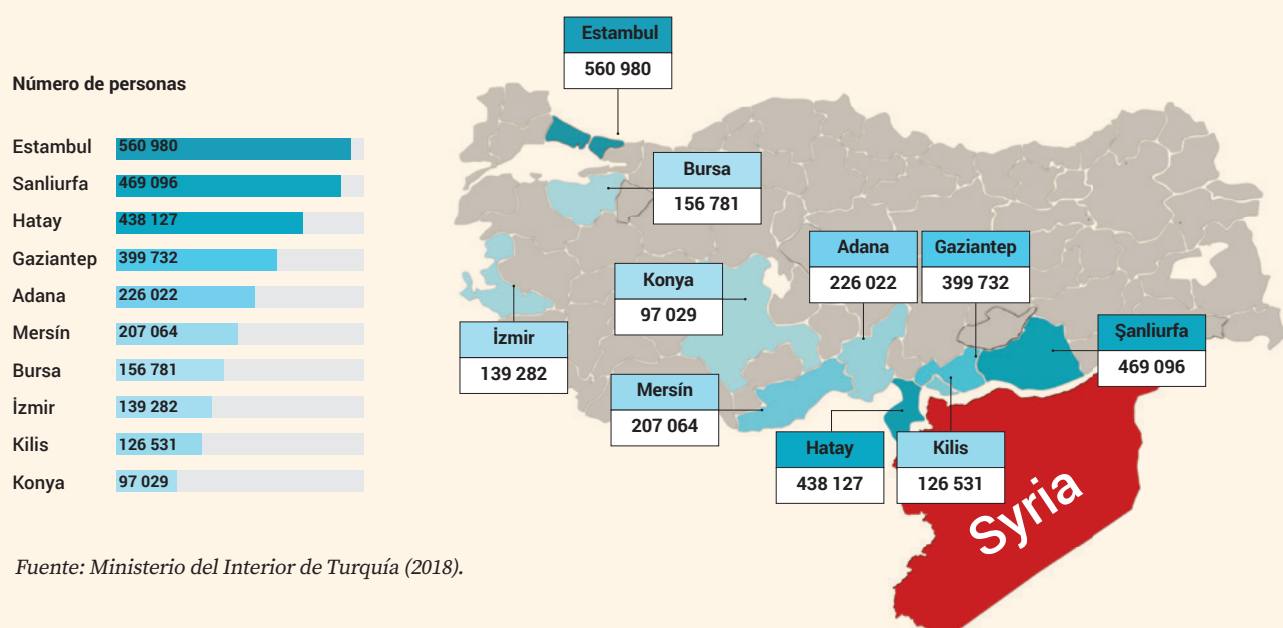 Número de personas
Estambul 560 980
Sanliurfa 469 096
Hatay 438 127
Gaziantep 399 732
Adana 226 022
Mersín 207 064
Bursa 156 781
İzmir 139 282
Kilis 126 531
Konya 97 029
Estambul
560 980
Bursa
156 781
Adana
226 022
Gaziantep
399 732
Konya
97 029
Şanliurfa
469 096
İzmir
139 282
Mersín
207 064
Hatay
438 127
Kilis
126 531
Syria
Fuente: Ministerio del Interior de Turquía (2018).